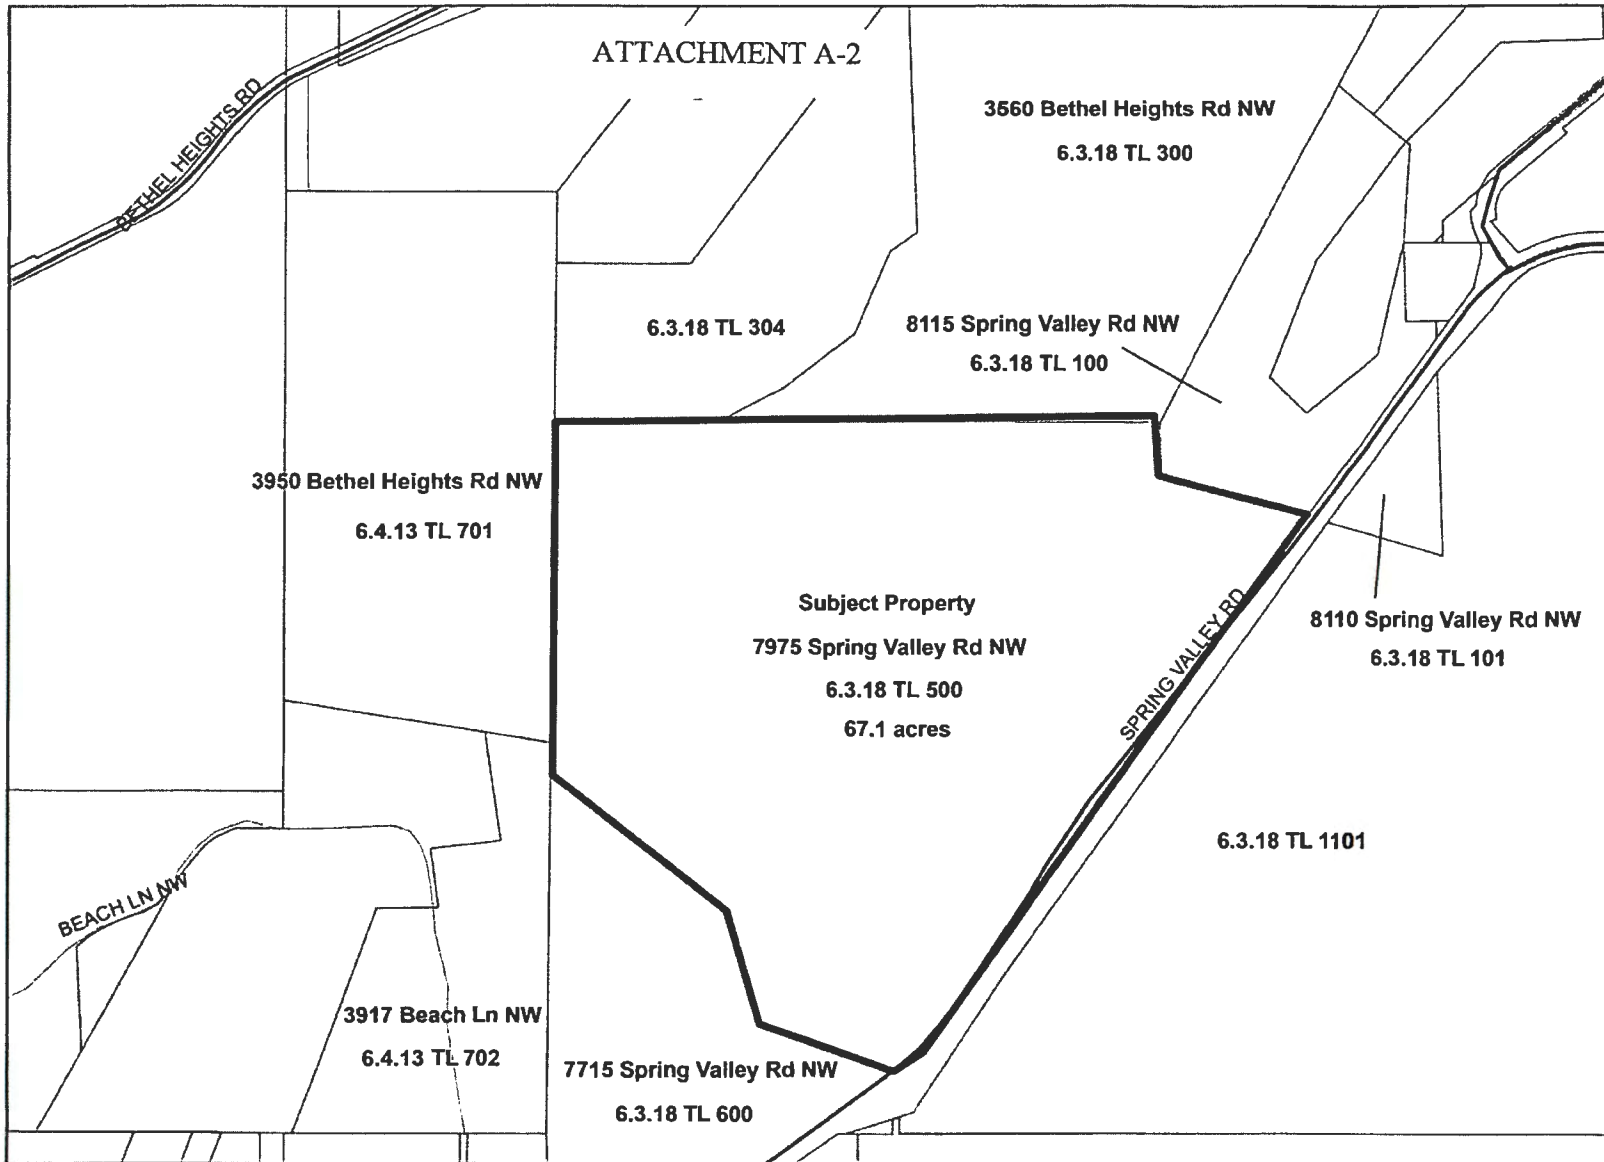 ATTACHMENT A-2
BETHEL HEIGHTS RD
3560 Bethel Heights Rd NW
6.3.18 TL 300
6.3.18 TL 304
8115 Spring Valley Rd NW
6.3.18 TL 100
3950 Bethel Heights Rd NW
6.4.13 TL 701
Subject Property
7975 Spring Valley Rd NW
6.3.18 TL 500
67.1 acres
SPRING VALLEY RD
8110 Spring Valley Rd NW
6.3.18 TL 101
6.3.18 TL 1101
BEACH LN NW
3917 Beach Ln NW
6.4.13 TL 702
7715 Spring Valley Rd NW
6.3.18 TL 600